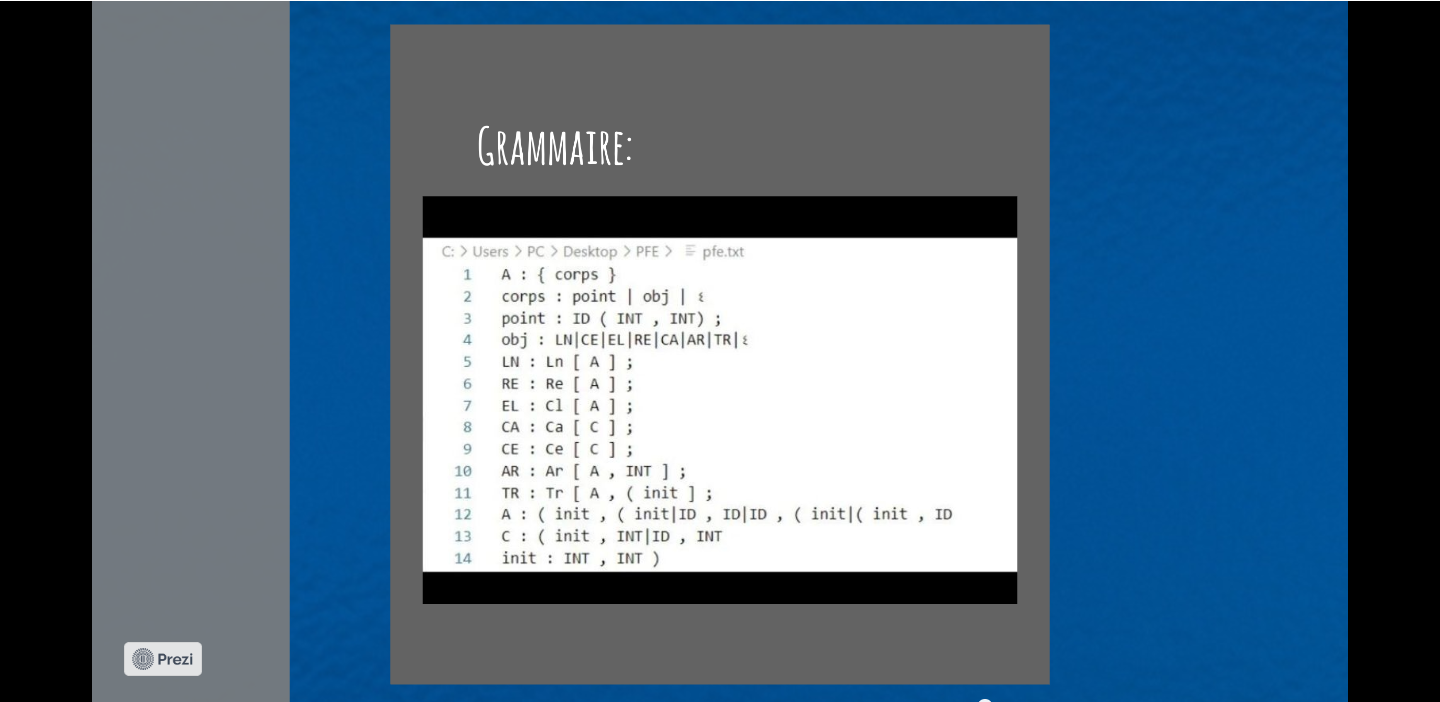 GRAMMAIRE:
C: > Users > PC > Desktop > PFE > pfe.txt
1 A : { corps }
2 corps : point | obj | ٤
3 point : ID ( INT , INT) ;
4 obj : LN|CE|EL|RE|CA|AR|TR|٤
5 LN : Ln [ A ] ;
6 RE : Re [ A ] ;
7 EL : Cl [ A ] ;
8 CA : Ca [ C ] ;
9 CE : Ce [ C ] ;
10 AR : Ar [ A , INT ] ;
11 TR : Tr [ A , ( init ] ;
12 A : ( init , ( init|ID , ID|ID , ( init|( init , ID
13 C : ( init , INT|ID , INT
14 init : INT , INT )
Prezi